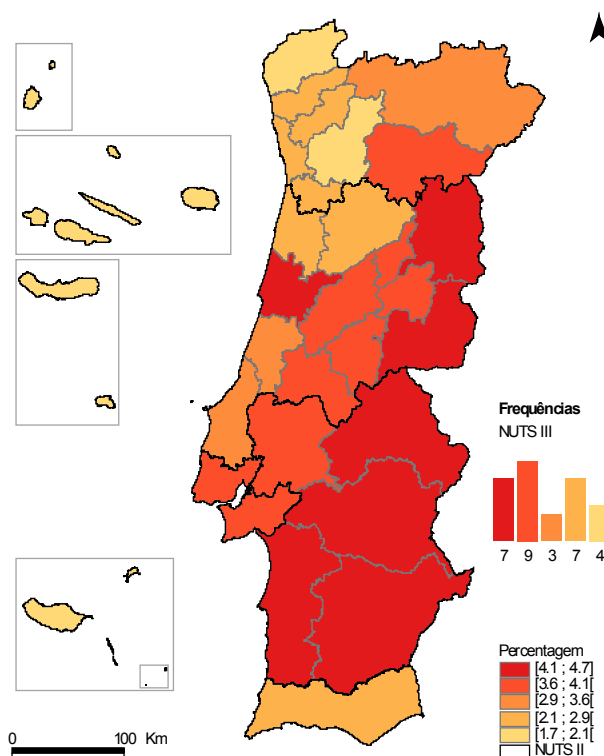 Frequências
NUTS III
7 9 3 7 4
Percentagem
[4.1 ; 4.7]
[3.6 ; 4.1[
[2.9 ; 3.6[
[2.1 ; 2.9[
[1.7 ; 2.1[
NUTS II
0 100 Km